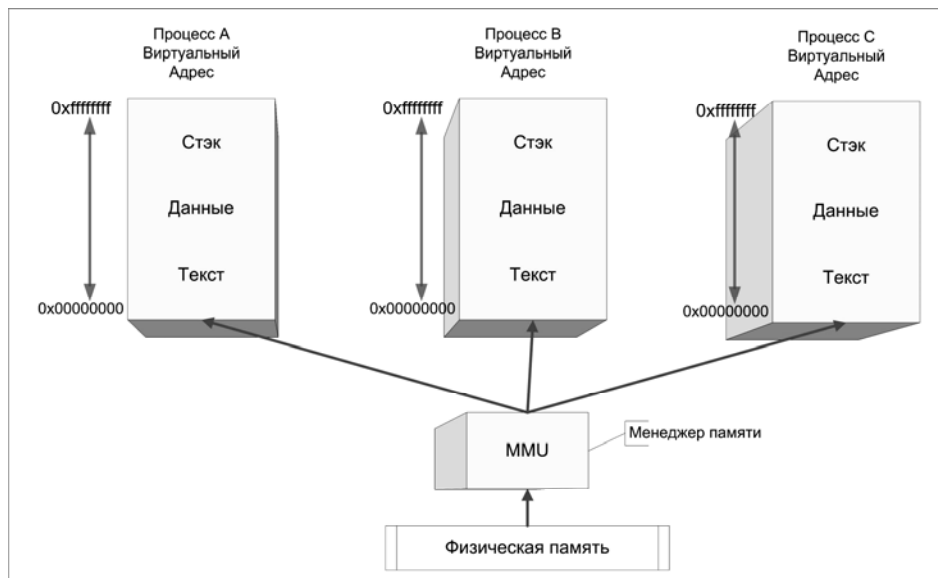 Процесс A
Виртуальный
Адрес
Процесс B
Виртуальный
Адрес
Процесс C
Виртуальный
Адрес
0xffffffff
Стэк
Данные
Текст
0x00000000
0xffffffff
Стэк
Данные
Текст
0x00000000
0xffffffff
Стэк
Данные
Текст
0x00000000
MMU
Менеджер памяти
Физическая память